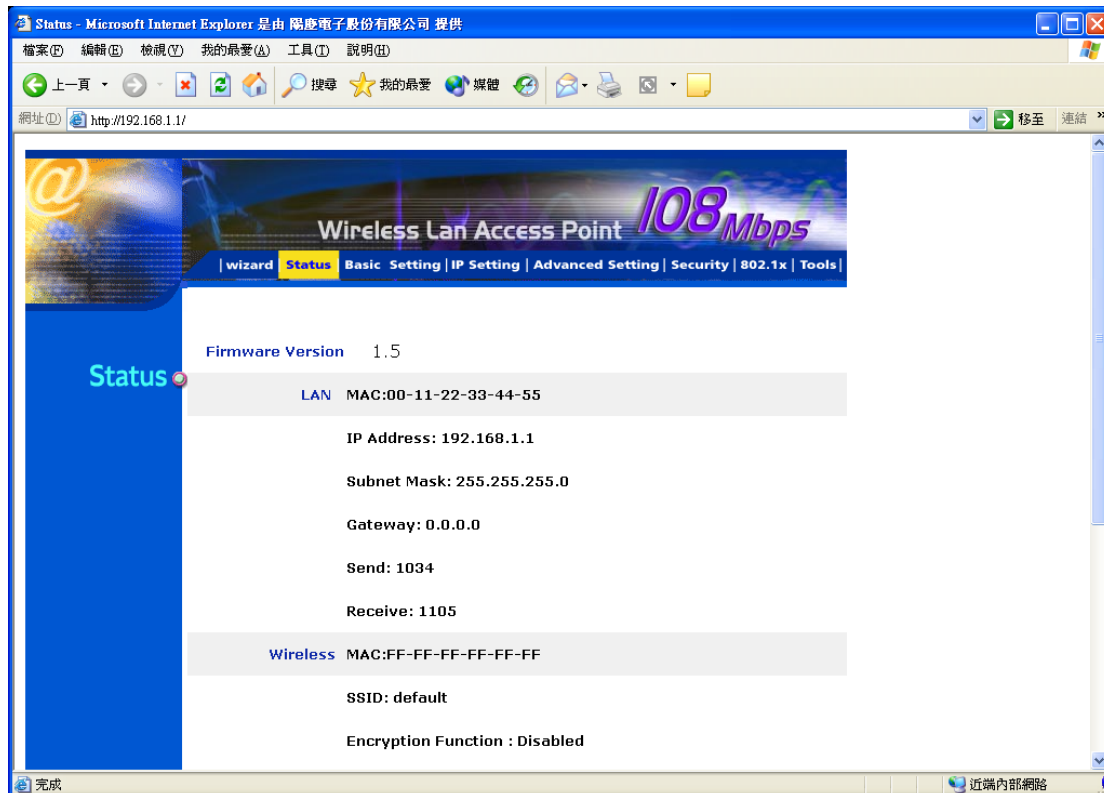 Status - Microsoft Internet Explorer 是由 陽慶電子股份有限公司 提供
檔案(F) 編輯(E) 檢視(V) 我的最愛(A) 工具(T) 說明(H)
上一頁 搜尋 我的最愛 媒體
網址(D) http://192.168.1.1/ 移至 連結 »
@
108Mbps
Wireless Lan Access Point
|wizard Status Basic Setting|IP Setting|Advanced Setting|Security|802.1x|Tools|
Firmware Version 1.5
Status
LAN MAC:00-11-22-33-44-55
IP Address: 192.168.1.1
Subnet Mask: 255.255.255.0
Gateway: 0.0.0.0
Send: 1034
Receive: 1105
Wireless MAC:FF-FF-FF-FF-FF-FF
SSID: default
Encryption Function : Disabled
完成 近端內部網路